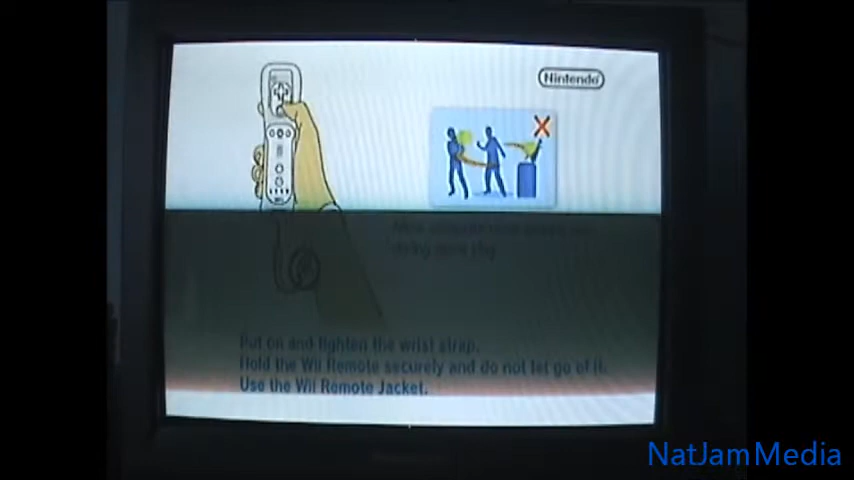 Nintendo
Put on and tighten the wrist strap.
Hold the Wii Remote securely and do not let go of it.
Use the Wii Remote Jacket.
NatJamMedia